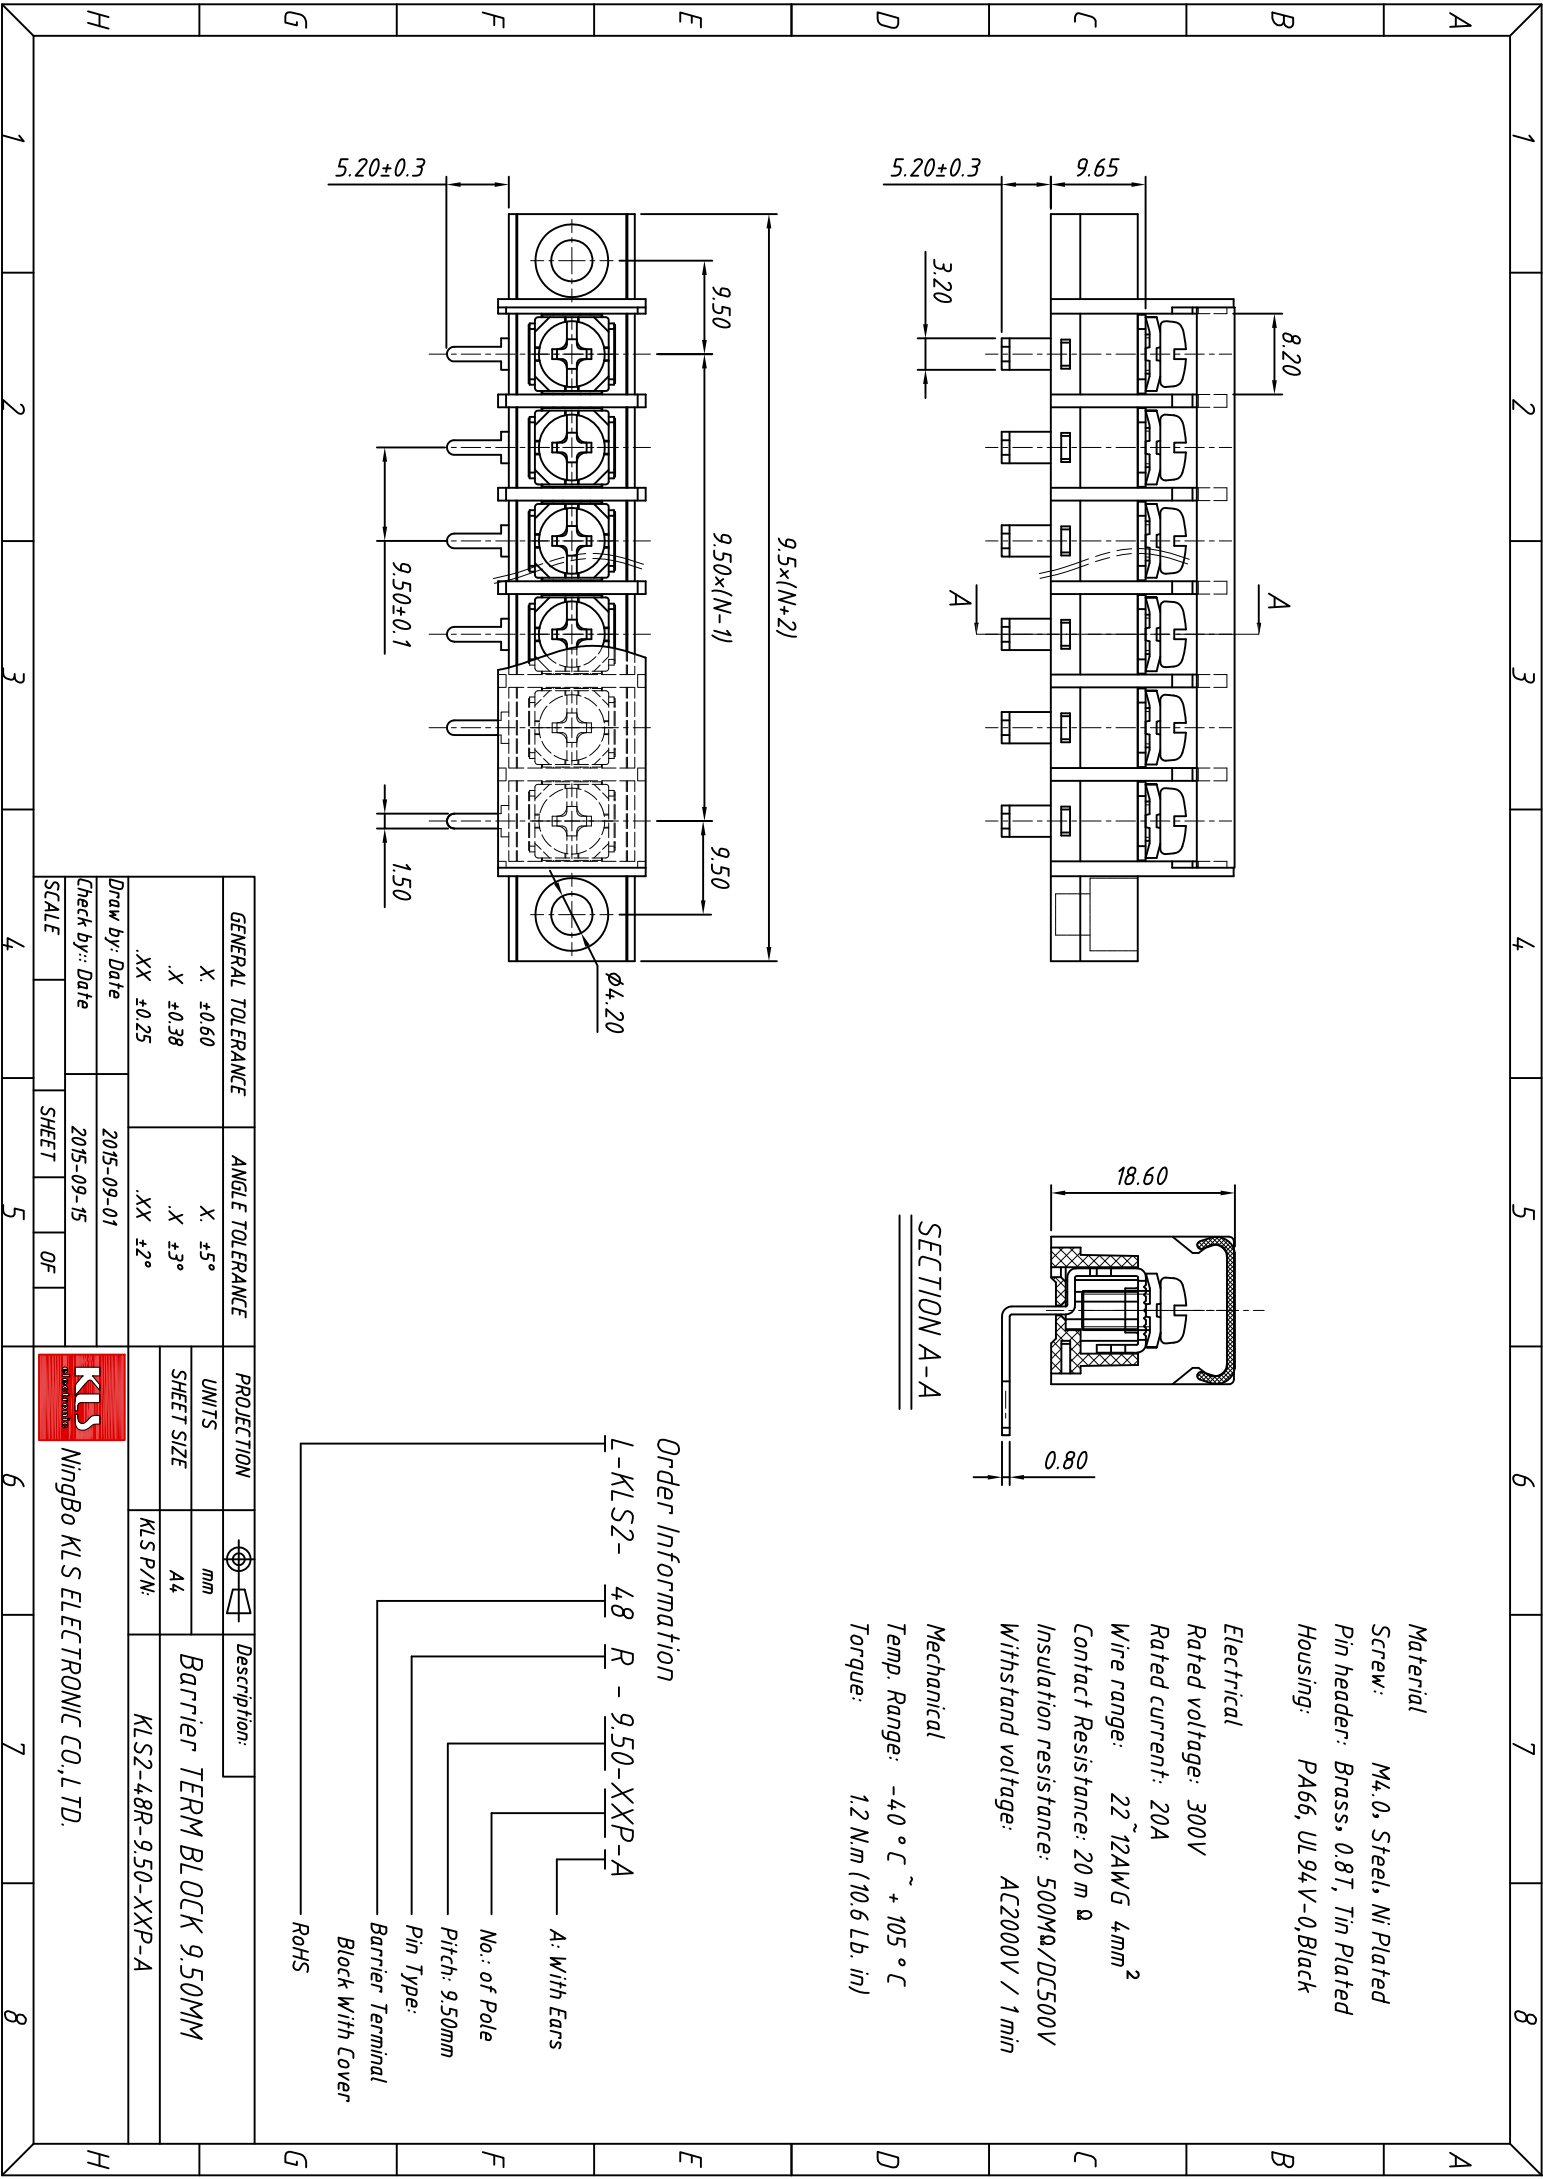 1
2
3
4
5
6
7
8
A
B
C
D
E
F
G
H
A
B
C
D
E
F
G
H
1
2
3
4
5
6
7
8
8.20
A
A
9.65
5.20±0.3
3.20
18.60
SECTION A-A
0.80
9.5×(N+2)
9.50
9.50×(N-1)
9.50
Ø4.20
5.20±0.3
9.50±0.1
1.50
Material
Screw: M4.0, Steel, Ni Plated
Pin header: Brass, 0.8T, Tin Plated
Housing: PA66, UL94V-0,Black
Electrical
Rated voltage: 300V
Rated current: 20A
Wire range: 22~12AWG 4mm²
Contact Resistance: 20 m Ω
Insulation resistance: 500MΩ/DC500V
Withstand voltage: AC2000V / 1 min
Mechanical
Temp. Range: -40 °C ~ + 105 °C
Torque: 1.2 N.m (10.6 Lb. in)
Order Information
L-KLS2- 48 R - 9.50-XXP-A
A: With Ears
No.: of Pole
Pitch: 9.50mm
Pin Type:
Barrier Terminal
Block With Cover
RoHS
GENERAL TOLERANCE
X. ±0.60
.X ±0.38
.XX ±0.25
ANGLE TOLERANCE
X. ±5°
.X ±3°
.XX ±2°
PROJECTION
UNITS mm
SHEET SIZE A4
Description:
Barrier TERM BLOCK 9.50MM
KLS P/N: KLS2-48R-9.50-XXP-A
Draw by: Date 2015-09-01
Check by:: Date 2015-09-15
SCALE SHEET OF
KLS
electronic
NingBo KLS ELECTRONIC CO.,LTD.